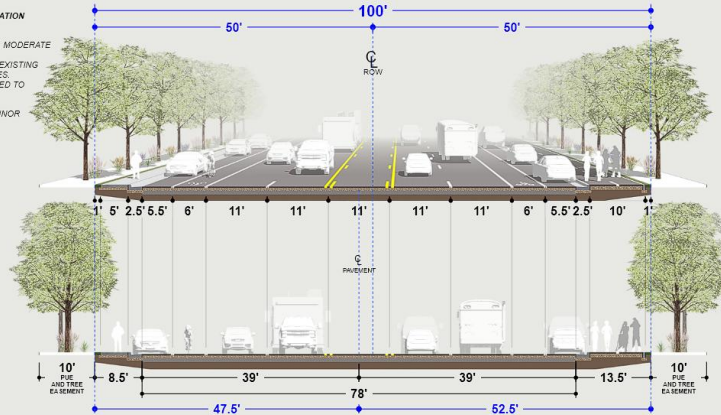 ATION
100'
50' 50'
MODERATE
EXISTING
ES.
ED TO
NOR
CL
ROW
1' 5' 2.5' 5.5' 6' 11' 11' 11' 11' 11' 6' 5.5' 2.5' 10' 1'
CL
PAVEMENT
10' 8.5' 39' 39' 13.5' 10'
PUE
AND TREE
EASEMENT
PUE
AND TREE
EASEMENT
78'
47.5' 52.5'